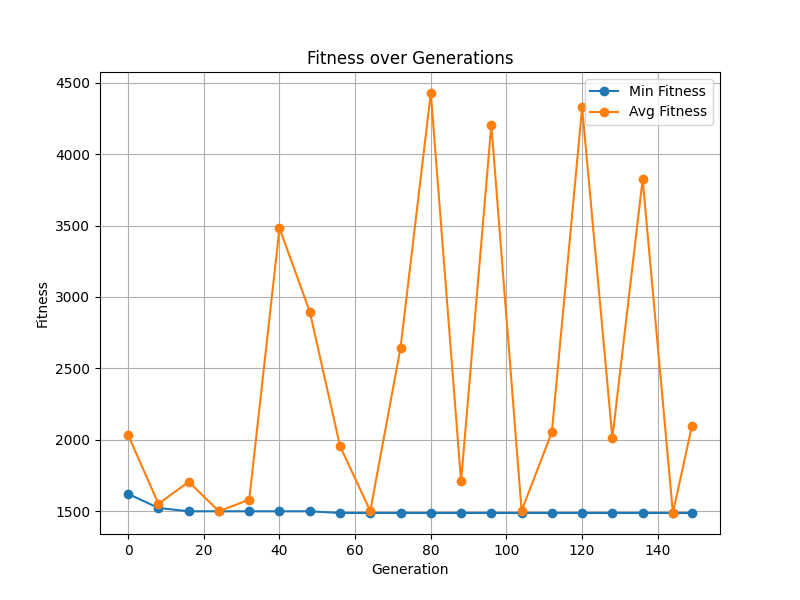 Fitness over Generations
Min Fitness
Avg Fitness
4500
4000
3500
3000
2500
2000
1500
Fitness
0 20 40 60 80 100 120 140
Generation